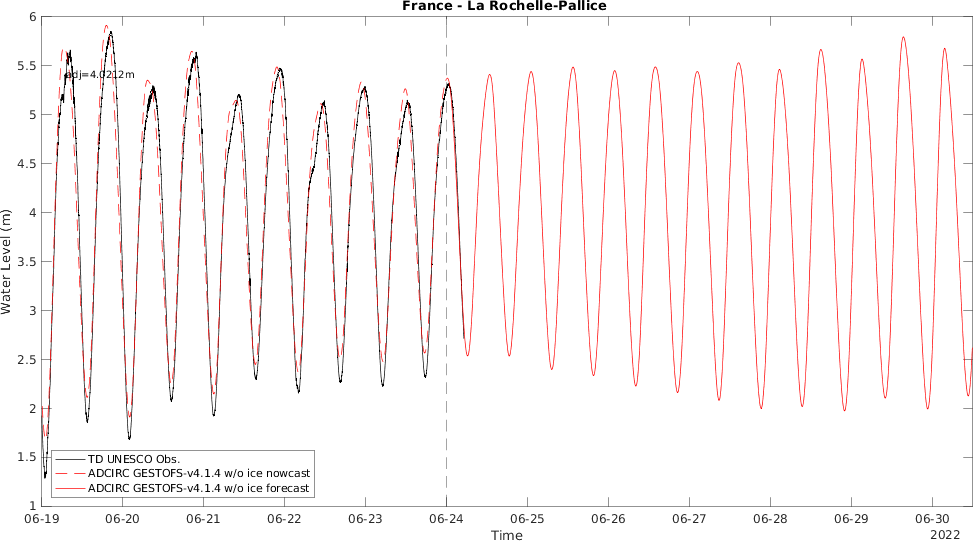 France - La Rochelle-Pallice
6
5.5
5
4.5
4
3.5
3
2.5
2
1.5
1
Water Level (m)
adj=4.0212m
TD UNESCO Obs.
ADCIRC GESTOFS-v4.1.4 w/o ice nowcast
ADCIRC GESTOFS-v4.1.4 w/o ice forecast
06-19 06-20 06-21 06-22 06-23 06-24 06-25 06-26 06-27 06-28 06-29 06-30
Time
2022